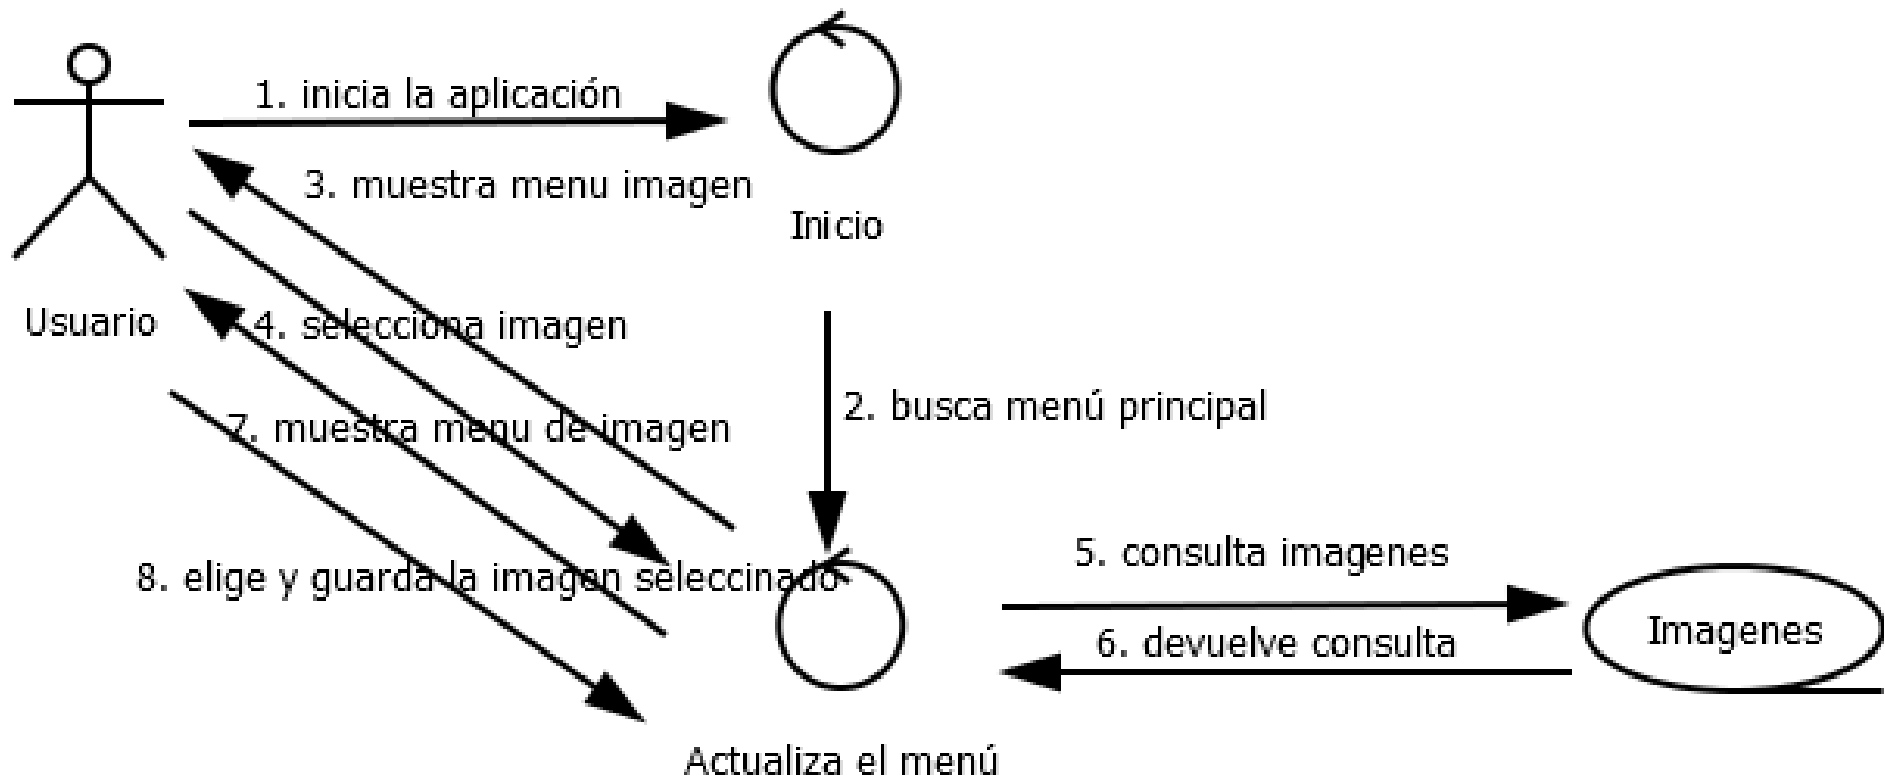 1. inicia la aplicación
3. muestra menu imagen
Inicio
Usuario
4. selecciona imagen
2. busca menú principal
7. muestra menu de imagen
5. consulta imagenes
8. elige y guarda la imagen seleccinado
6. devuelve consulta
Imagenes
Actualiza el menú